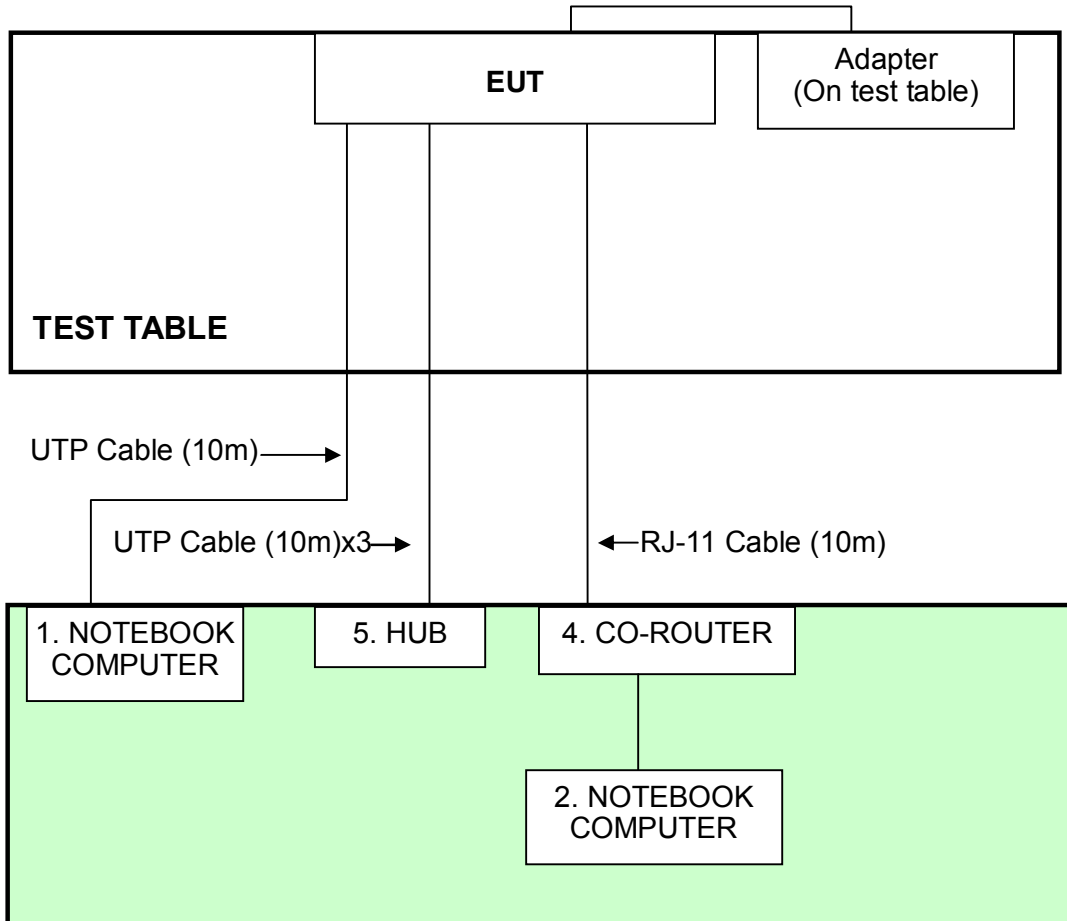 EUT
Adapter
(On test table)
TEST TABLE
UTP Cable (10m)
UTP Cable (10m)x3
RJ-11 Cable (10m)
1. NOTEBOOK
COMPUTER
5. HUB
4. CO-ROUTER
2. NOTEBOOK
COMPUTER